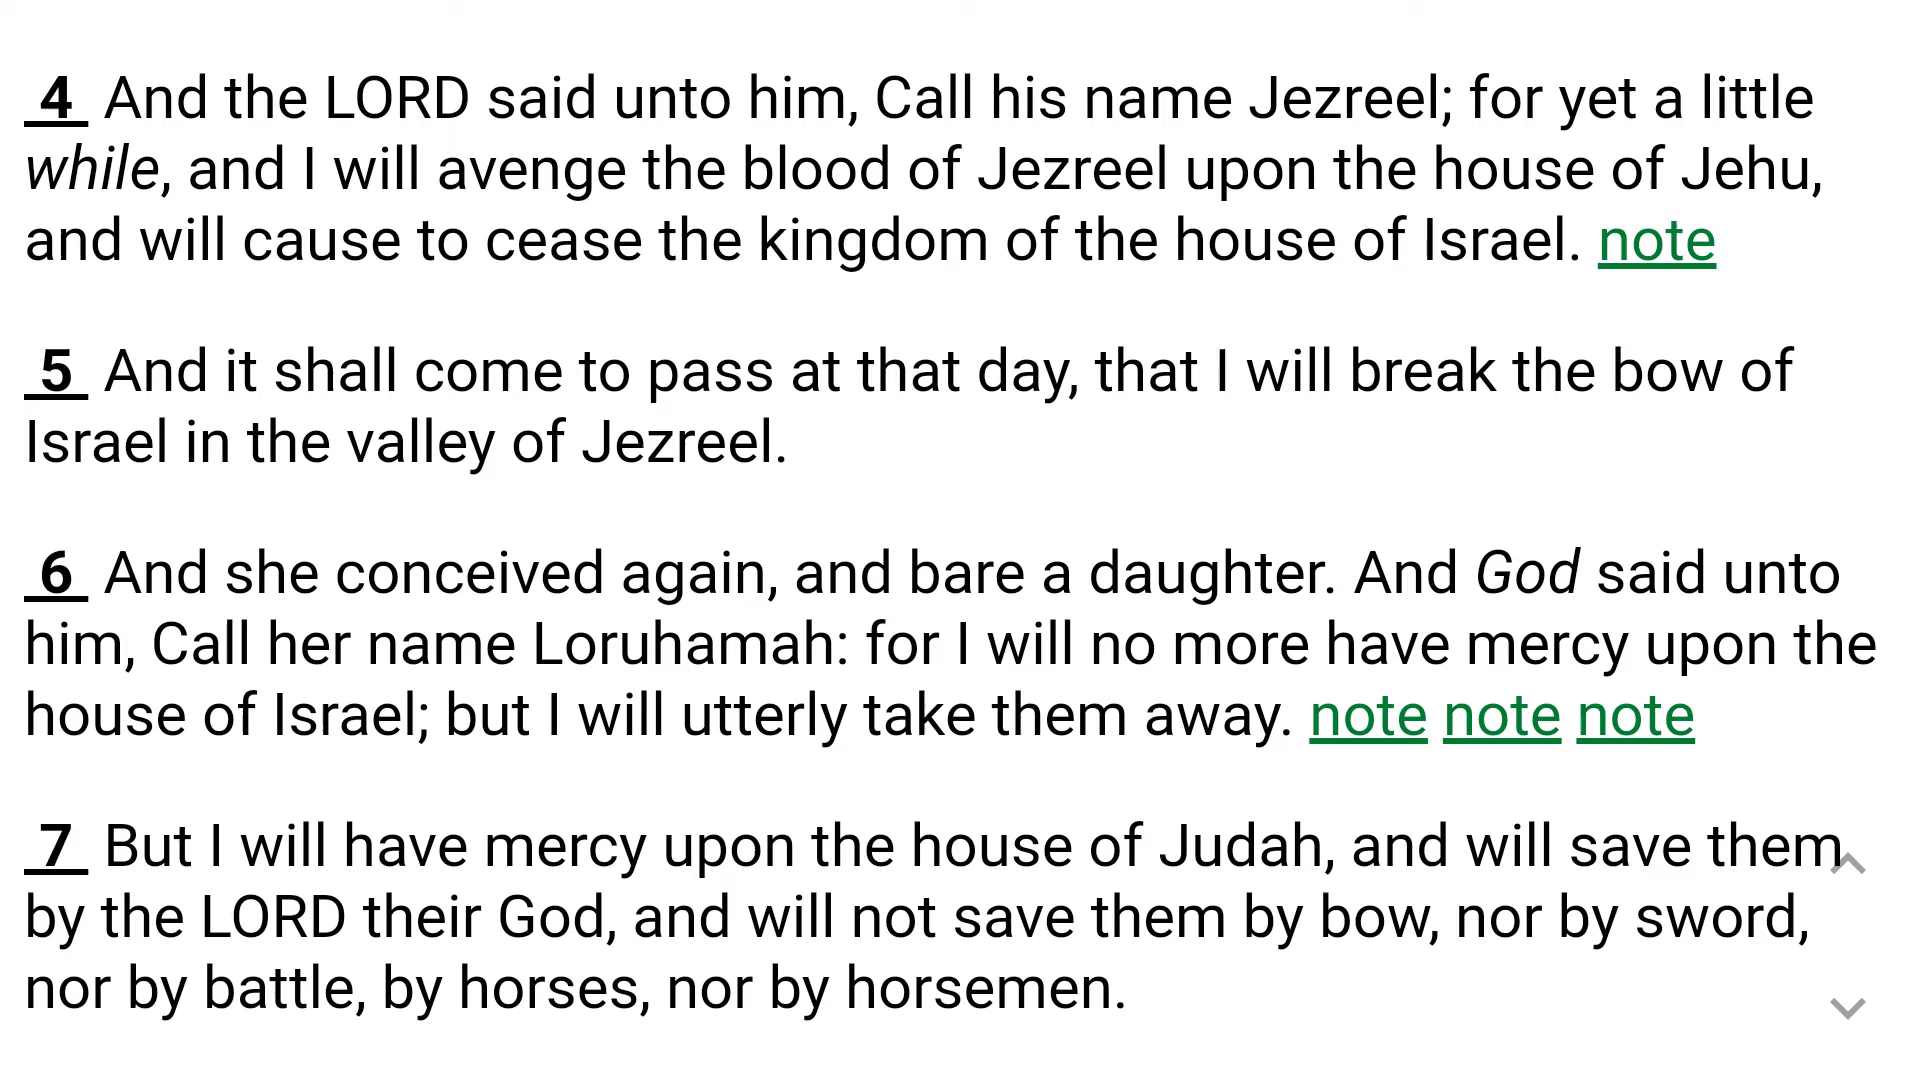 4 And the LORD said unto him, Call his name Jezreel; for yet a little
while, and I will avenge the blood of Jezreel upon the house of Jehu,
and will cause to cease the kingdom of the house of Israel. note
5 And it shall come to pass at that day, that I will break the bow of
Israel in the valley of Jezreel.
6 And she conceived again, and bare a daughter. And God said unto
him, Call her name Loruhamah: for I will no more have mercy upon the
house of Israel; but I will utterly take them away. note note note
7 But I will have mercy upon the house of Judah, and will save them
by the LORD their God, and will not save them by bow, nor by sword,
nor by battle, by horses, nor by horsemen.